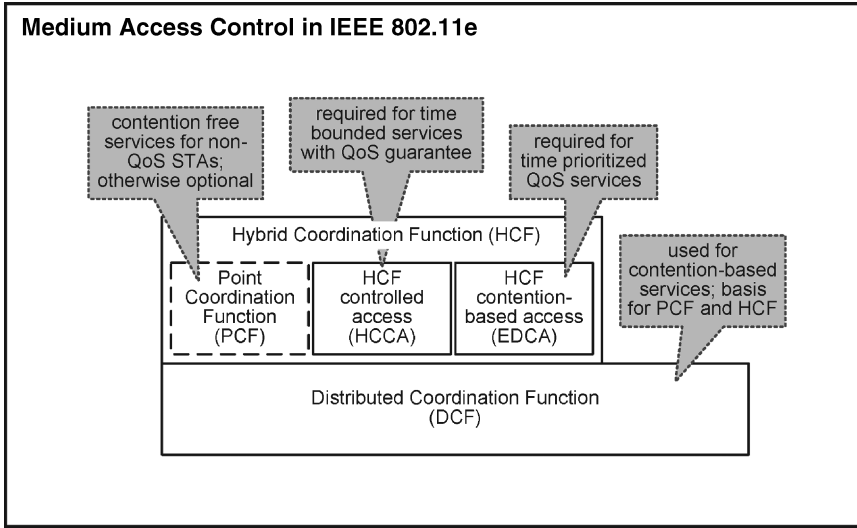 Medium Access Control in IEEE 802.11e
contention free
services for non-
QoS STAs;
otherwise optional
required for time
bounded services
with QoS guarantee
required for
time prioritized
QoS services
used for
contention-based
services; basis
for PCF and HCF
Hybrid Coordination Function (HCF)
Point
Coordination
Function
(PCF)
HCF
controlled
access
(HCCA)
HCF
contention-
based access
(EDCA)
Distributed Coordination Function
(DCF)